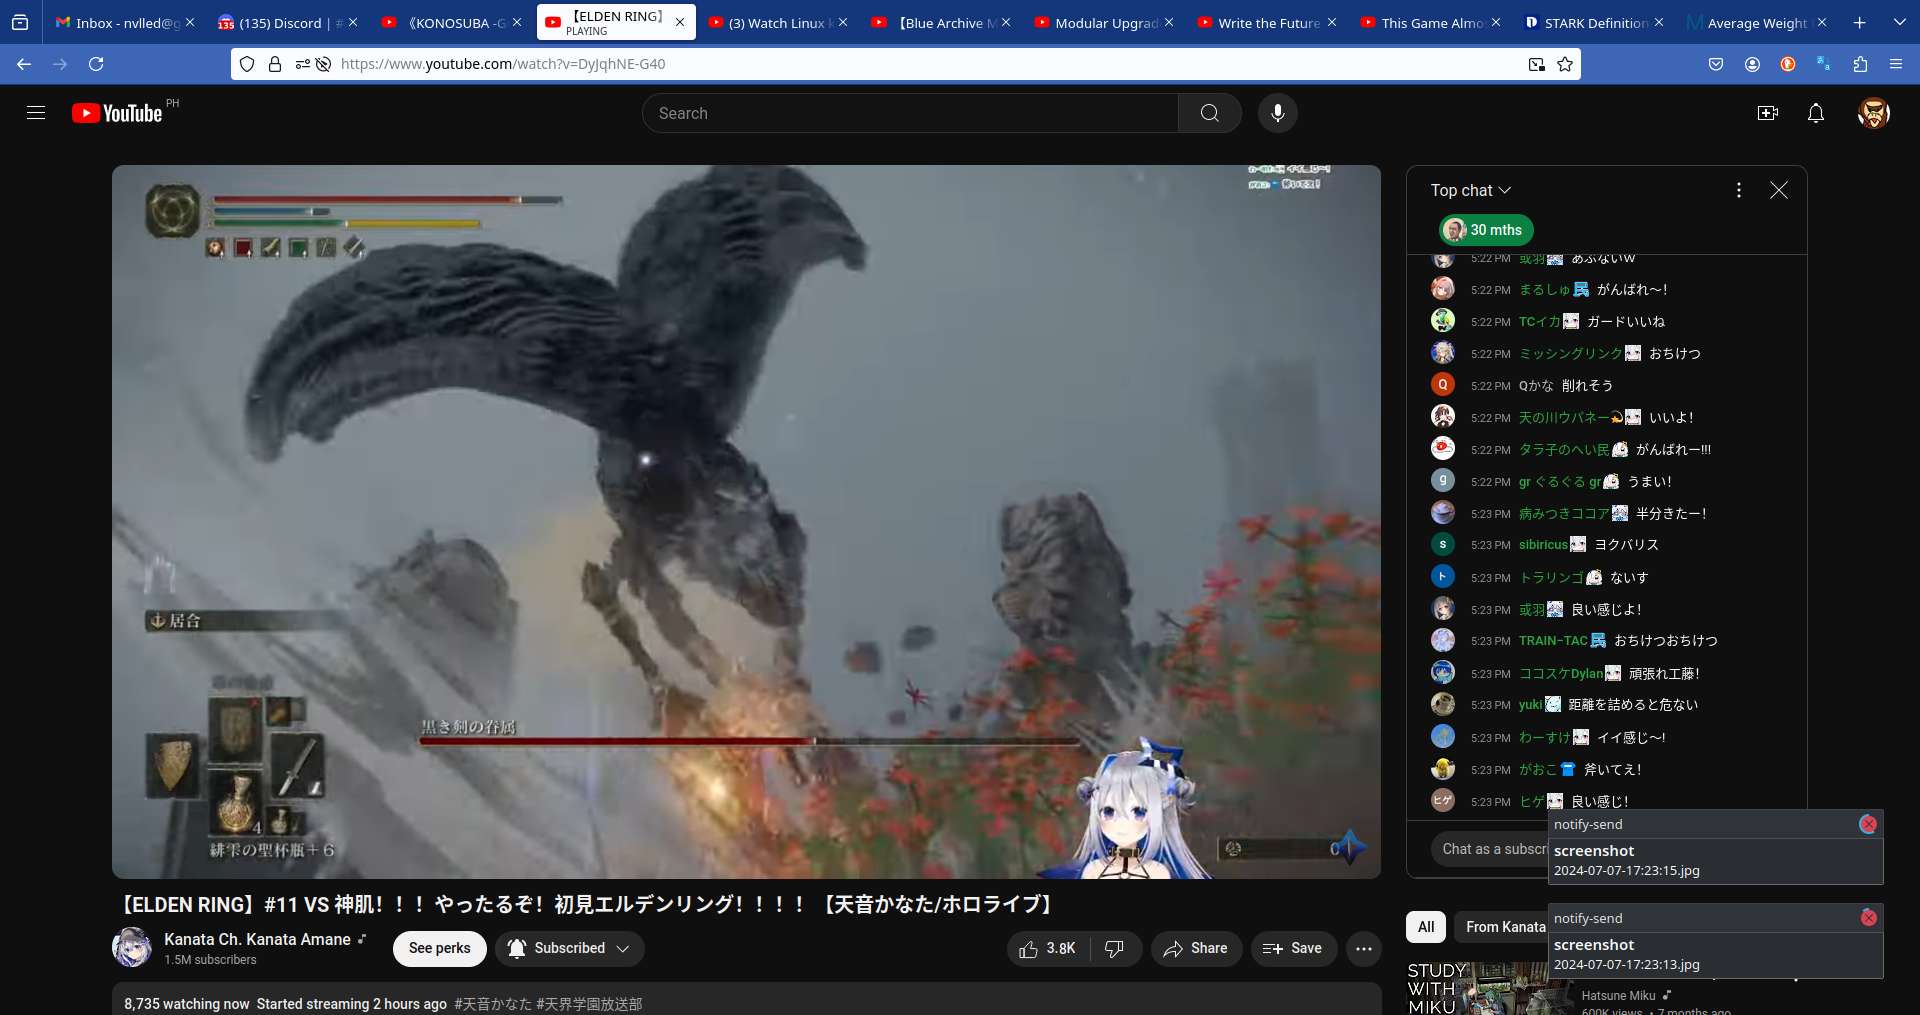 Inbox - nvlled@g
(135) Discord | #
《KONOSUBA -G
【ELDEN RING】
PLAYING
(3) Watch Linux k
【Blue Archive M
Modular Upgrad
Write the Future
This Game Almo
STARK Definition
Average Weight
https://www.youtube.com/watch?v=DyJqhNE-G40
YouTube PH
Search
Top chat
30 mths
5:22 PM 或羽 あぶないw
5:22 PM まるしゅ がんばれ〜!
5:22 PM TCイカ ガードいいね
5:22 PM ミッシングリンク おちけつ
5:22 PM Qかな 削れそう
5:22 PM 天の川ウバネー いいよ!
5:22 PM タラ子のへい民 がんばれー!!!
5:22 PM gr ぐるぐる gr うまい!
5:23 PM 病みつきココア 半分きたー!
5:23 PM sibiricus ヨクバリス
5:23 PM トラリンゴ ないす
5:23 PM 或羽 良い感じよ!
5:23 PM TRAIN-TAC おちけつおちけつ
5:23 PM ココスケDylan 頑張れ工藤!
5:23 PM yuki 距離を詰めると危ない
5:23 PM わーすけ イイ感じ〜!
5:23 PM がおこ 斧いてえ!
5:23 PM ヒゲ 良い感じ!
Chat as a subscri
居合
黒き剣の眷属
4
緋雫の聖杯瓶+6
0
notify-send
screenshot
2024-07-07-17:23:15.jpg
notify-send
screenshot
2024-07-07-17:23:13.jpg
【ELDEN RING】#11 VS 神肌！！！やったるぞ！初見エルデンリング！！！！【天音かなた/ホロライブ】
Kanata Ch. Kanata Amane
1.5M subscribers
See perks
Subscribed
3.8K
Share
Save
All
From Kanata
8,735 watching now Started streaming 2 hours ago #天音かなた #天界学園放送部
STUDY
WITH
MIKU
Hatsune Miku
600K views • 7 months ago